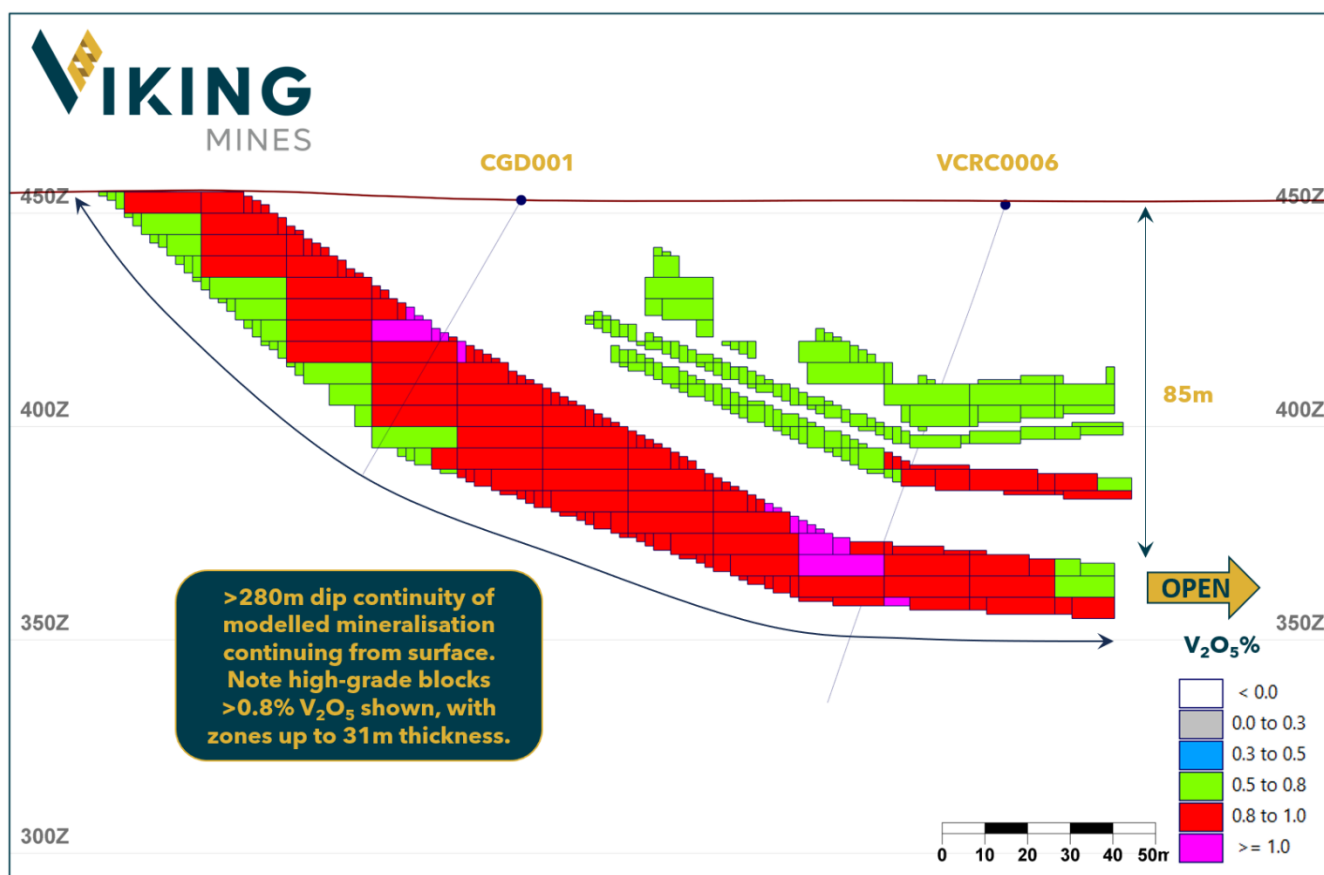 VIKING
MINES
CGD001
VCRC0006
450Z
450Z
85m
400Z
400Z
OPEN
350Z
350Z
>280m dip continuity of
modelled mineralisation
continuing from surface.
Note high-grade blocks
>0.8% V₂O₅ shown, with
zones up to 31m thickness.
V₂O₅%
< 0.0
0.0 to 0.3
0.3 to 0.5
0.5 to 0.8
0.8 to 1.0
>= 1.0
300Z
0 10 20 30 40 50m